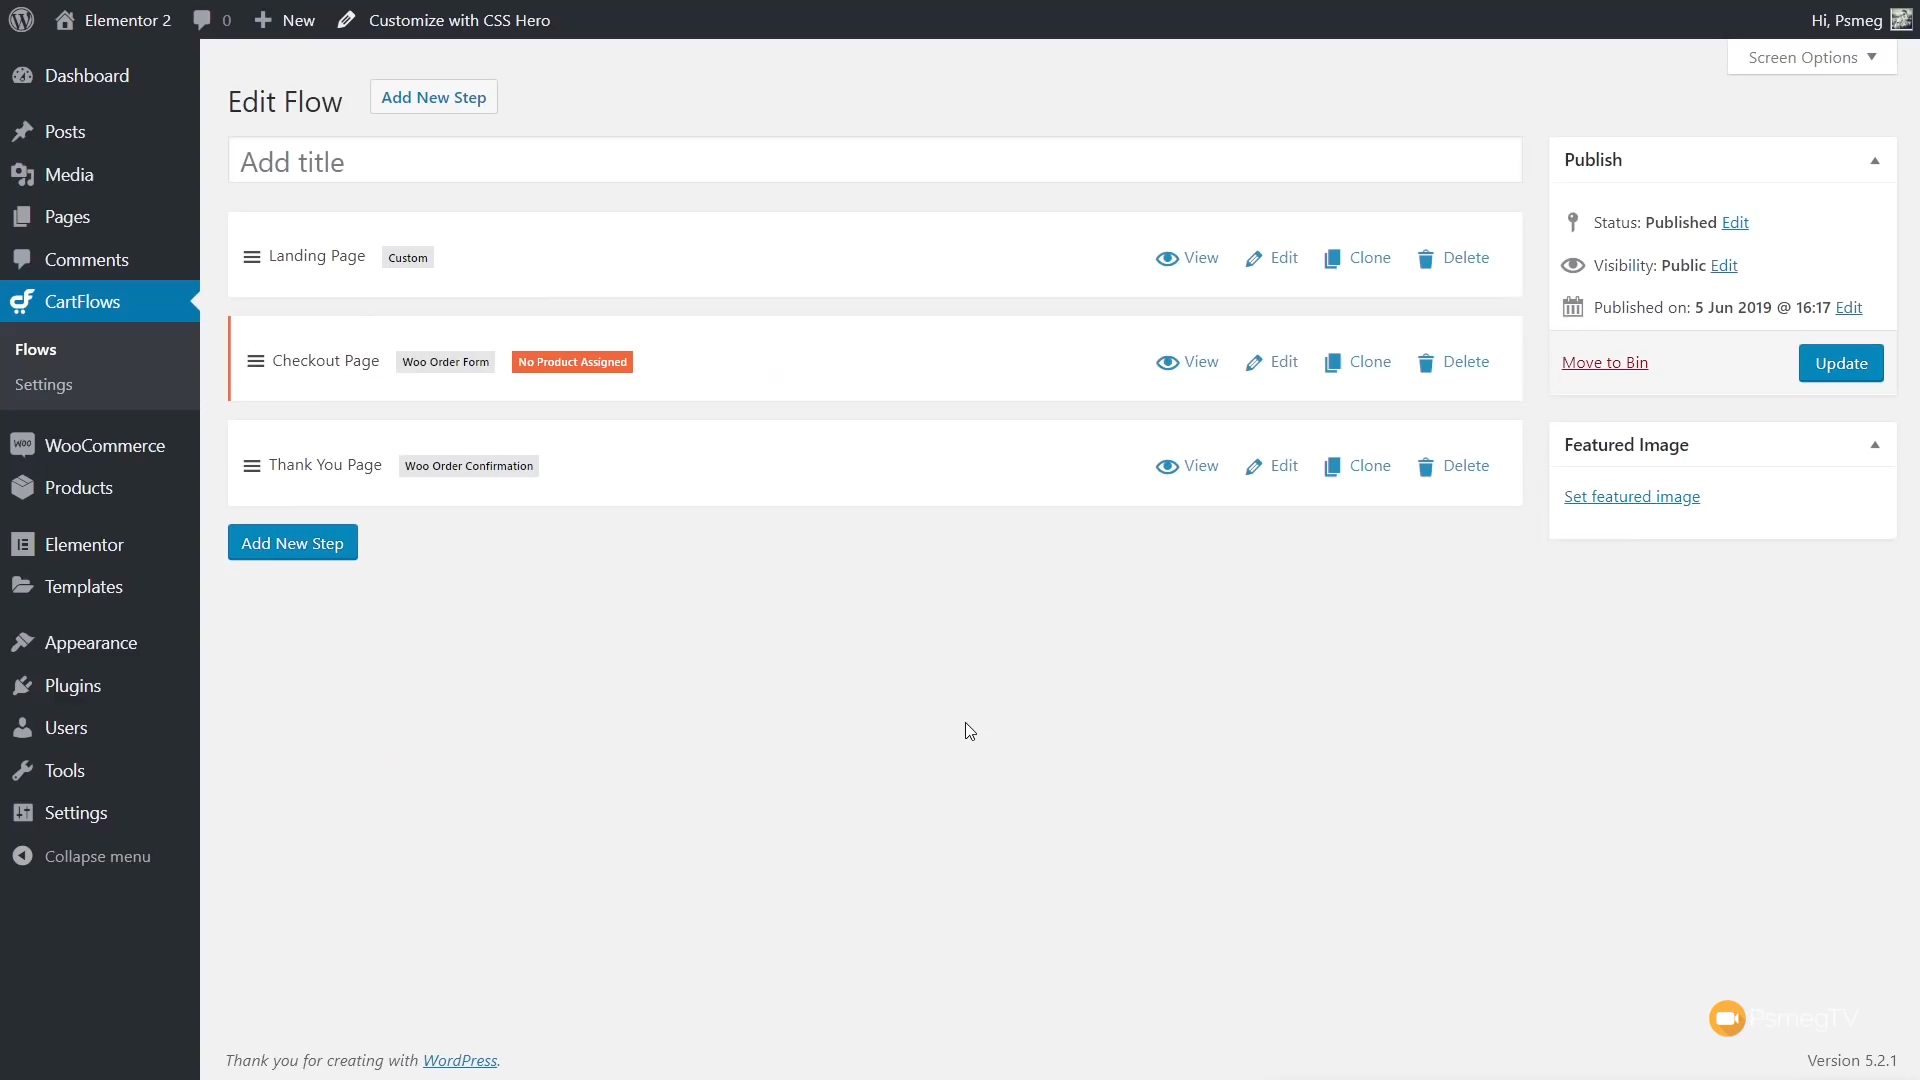 Elementor 2
0
New
Customize with CSS Hero
Hi, Psmeg
Screen Options
Dashboard
Posts
Media
Pages
Comments
CartFlows
Flows
Settings
WooCommerce
Products
Elementor
Templates
Appearance
Plugins
Users
Tools
Settings
Collapse menu
Edit Flow
Add New Step
Add title
Landing Page Custom View Edit Clone Delete
Checkout Page Woo Order Form No Product Assigned View Edit Clone Delete
Thank You Page Woo Order Confirmation View Edit Clone Delete
Add New Step
Publish
Status: Published Edit
Visibility: Public Edit
Published on: 5 Jun 2019 @ 16:17 Edit
Move to Bin
Update
Featured Image
Set featured image
PsmegTV
Thank you for creating with WordPress.
Version 5.2.1